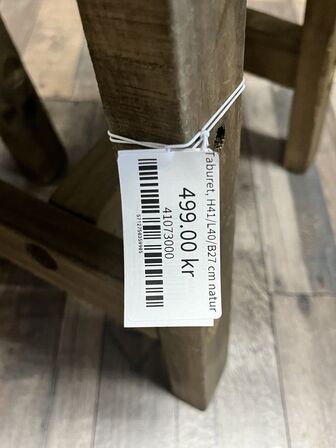 Taburet, H41/L40/B27 cm natur
499.00 kr
41073000